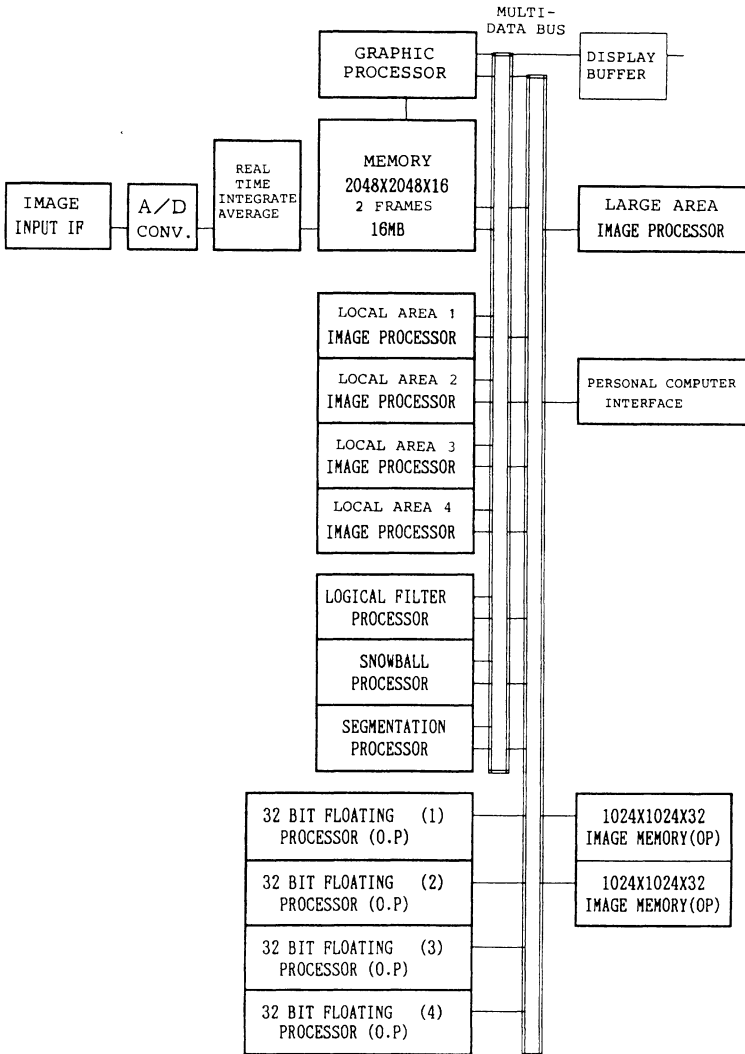 MULTI-
DATA BUS
GRAPHIC
PROCESSOR
DISPLAY
BUFFER
IMAGE
INPUT IF
A/D
CONV.
REAL
TIME
INTEGRATE
AVERAGE
MEMORY
2048X2048X16
2 FRAMES
16MB
LARGE AREA
IMAGE PROCESSOR
LOCAL AREA 1
IMAGE PROCESSOR
LOCAL AREA 2
IMAGE PROCESSOR
LOCAL AREA 3
IMAGE PROCESSOR
LOCAL AREA 4
IMAGE PROCESSOR
PERSONAL COMPUTER
INTERFACE
LOGICAL FILTER
PROCESSOR
SNOWBALL
PROCESSOR
SEGMENTATION
PROCESSOR
32 BIT FLOATING (1)
PROCESSOR (O.P)
32 BIT FLOATING (2)
PROCESSOR (O.P)
32 BIT FLOATING (3)
PROCESSOR (O.P)
32 BIT FLOATING (4)
PROCESSOR (O.P)
1024X1024X32
IMAGE MEMORY(OP)
1024X1024X32
IMAGE MEMORY(OP)